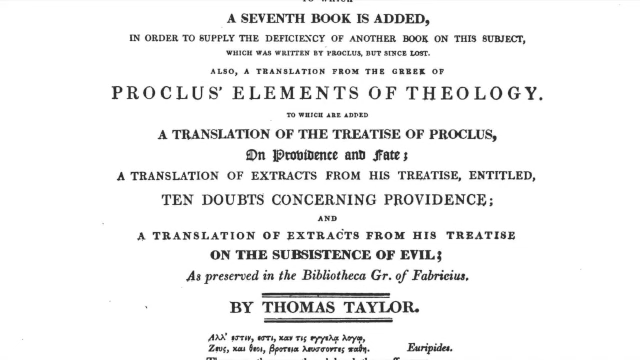 TO WHICH
A SEVENTH BOOK IS ADDED,
IN ORDER TO SUPPLY THE DEFICIENCY OF ANOTHER BOOK ON THIS SUBJECT,
WHICH WAS WRITTEN BY PROCLUS, BUT SINCE LOST.
ALSO, A TRANSLATION FROM THE GREEK OF
PROCLUS' ELEMENTS OF THEOLOGY.
TO WHICH ARE ADDED
A TRANSLATION OF THE TREATISE OF PROCLUS,
On Providence and Fate;
A TRANSLATION OF EXTRACTS FROM HIS TREATISE, ENTITLED,
TEN DOUBTS CONCERNING PROVIDENCE;
AND
A TRANSLATION OF EXTRACTS FROM HIS TREATISE
ON THE SUBSISTENCE OF EVIL;
As preserved in the Bibliotheca Gr. of Fabricius.
BY THOMAS TAYLOR.
Αλλ' εστιν, εστι, καν τις εγγελα λογω,
Ζευς, και θεοι, βροτεια λευσσοντες παθη. Euripides.